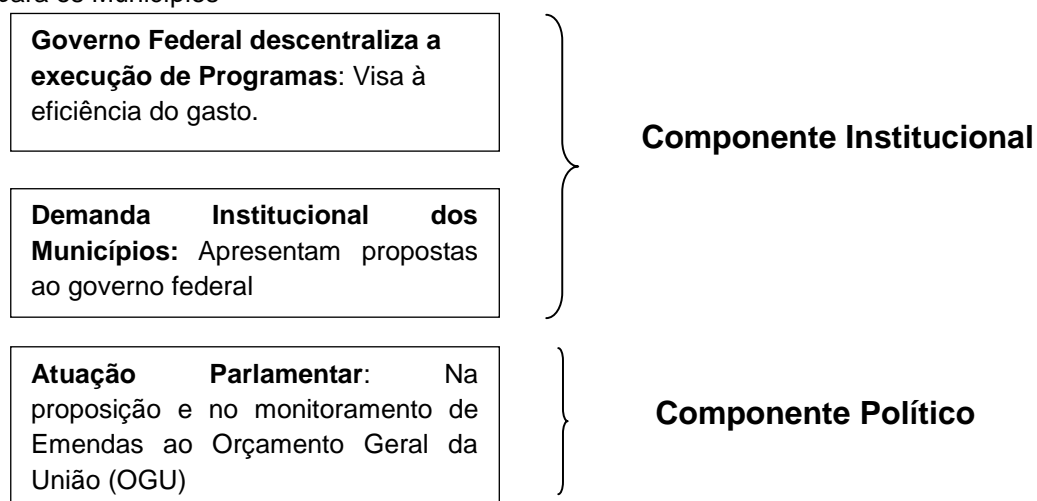 para os Municípios
Governo Federal descentraliza a
execução de Programas: Visa à
eficiência do gasto.
Componente Institucional
Demanda Institucional dos
Municípios: Apresentam propostas
ao governo federal
Atuação Parlamentar: Na
proposição e no monitoramento de
Emendas ao Orçamento Geral da
União (OGU)
Componente Político